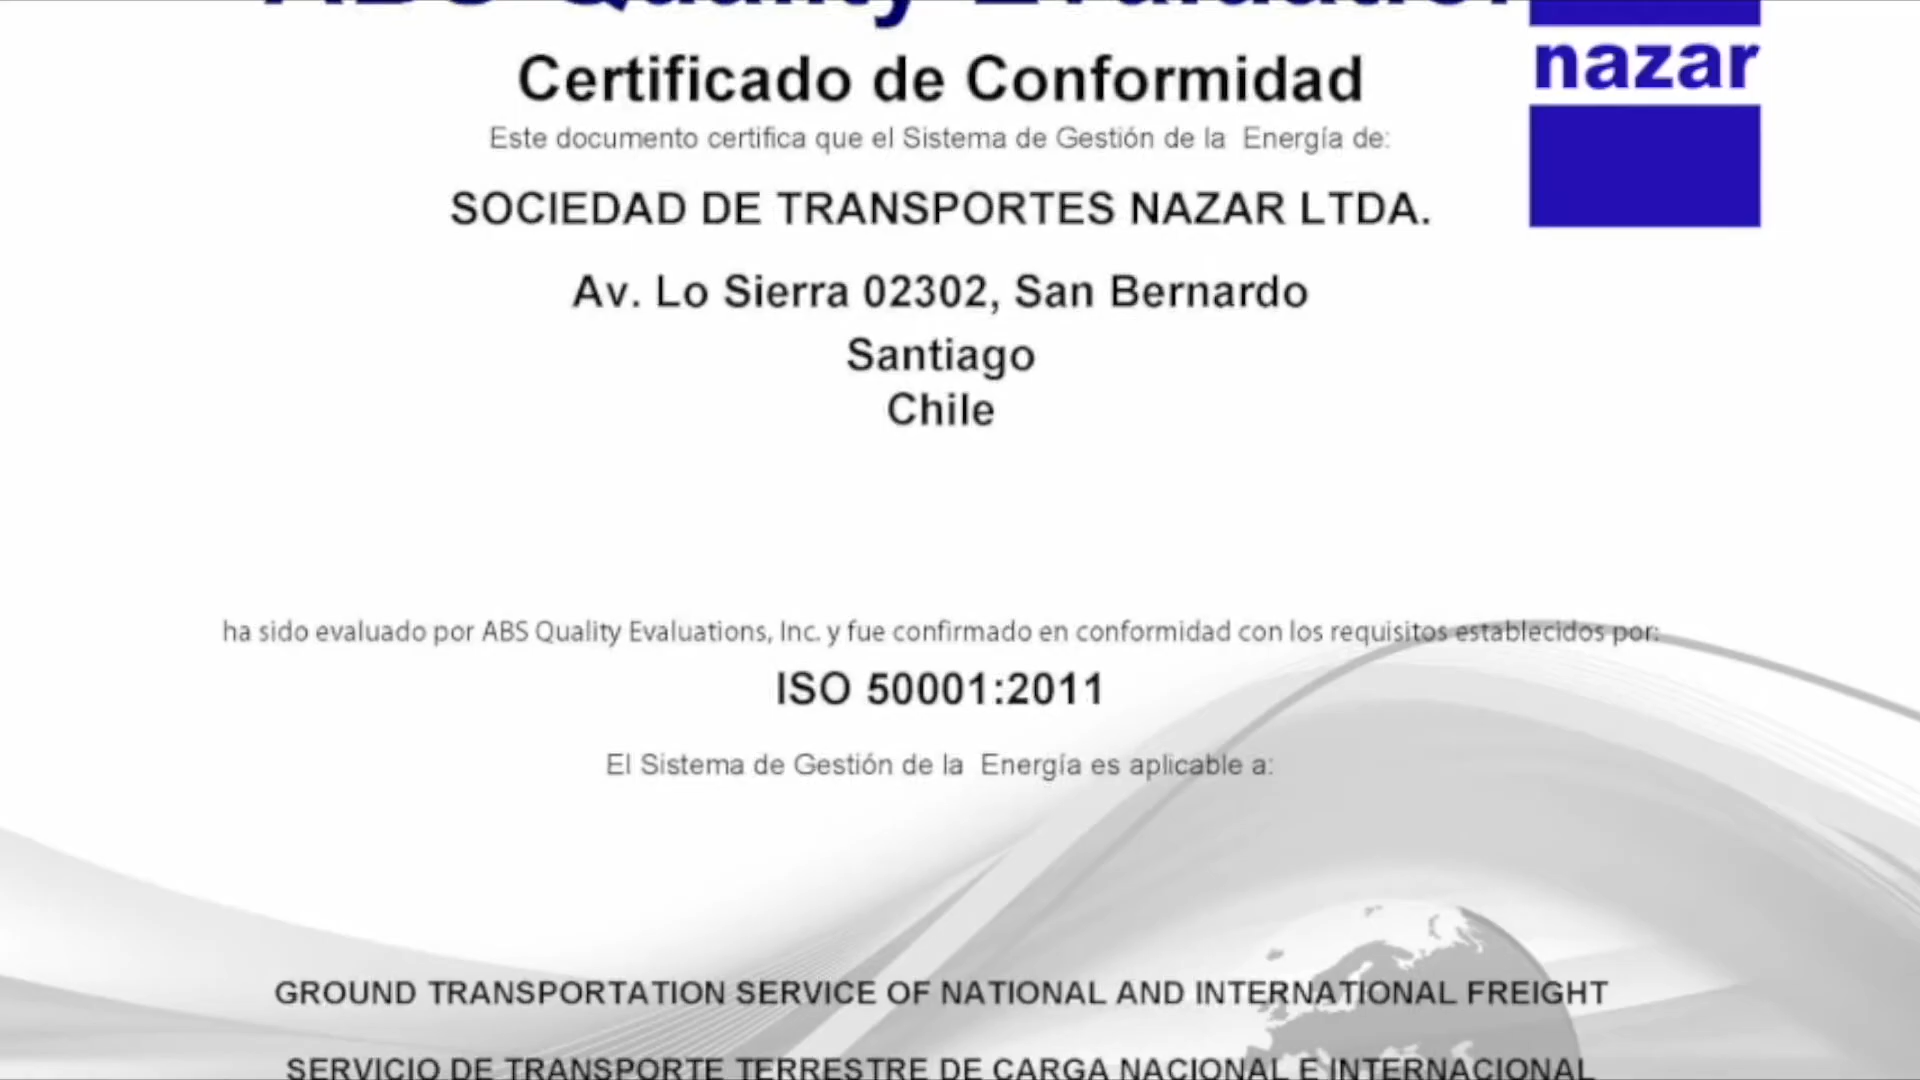 ABS Quality Evaluations
nazar
Certificado de Conformidad
Este documento certifica que el Sistema de Gestión de la Energía de:
SOCIEDAD DE TRANSPORTES NAZAR LTDA.
Av. Lo Sierra 02302, San Bernardo
Santiago
Chile
ha sido evaluado por ABS Quality Evaluations, Inc. y fue confirmado en conformidad con los requisitos establecidos por:
ISO 50001:2011
El Sistema de Gestión de la Energía es aplicable a:
GROUND TRANSPORTATION SERVICE OF NATIONAL AND INTERNATIONAL FREIGHT
SERVICIO DE TRANSPORTE TERRESTRE DE CARGA NACIONAL E INTERNACIONAL